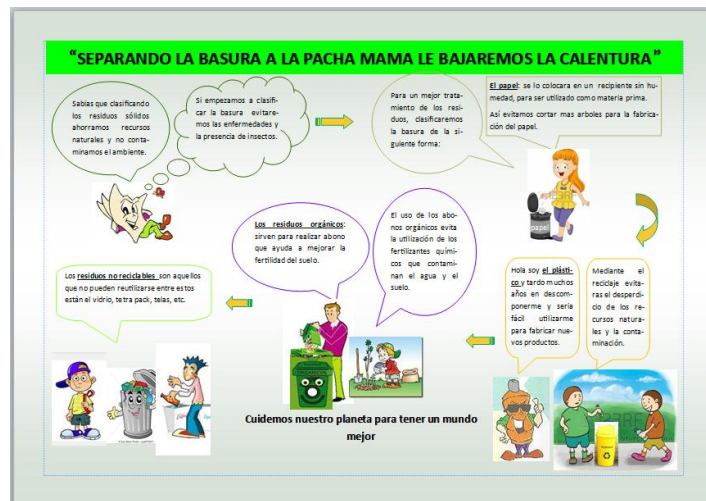 “SEPARANDO LA BASURA A LA PACHA MAMA LE BAJAREMOS LA CALENTURA”
Sabias que clasificando
los residuos sólidos
ahorramos recursos
naturales y no conta-
minamos el ambiente.
Si empezamos a clasifi-
car la basura evitare-
mos las enfermedades y
la presencia de insectos.
Para un mejor trata-
miento de los resi-
duos, clasificaremos
la basura de la si-
guiente forma:
El papel: se lo colocara en un recipiente sin hu-
medad, para ser utilizado como materia prima.
Así evitamos cortar mas arboles para la fabrica-
ción del papel.
papel
Hola soy el plásti-
co y tardo muchos
años en descom-
ponerme y seria
fácil utilizarme
para fabricar nue-
vos productos.
Mediante el
reciclaje evita-
ras el desperdi-
cio de los re-
cursos natura-
les y la conta-
minación.
El uso de los abo-
nos orgánicos evita
la utilización de los
fertilizantes quími-
cos que contami-
nan el agua y el
suelo.
Los residuos orgánicos:
sirven para realizar abono
que ayuda a mejorar la
fertilidad del suelo.
Los residuos no reciclables son aquellos
que no pueden reutilizarse entre estos
están el vidrio, tetra pack, telas, etc.
Cuidemos nuestro planeta para tener un mundo
mejor